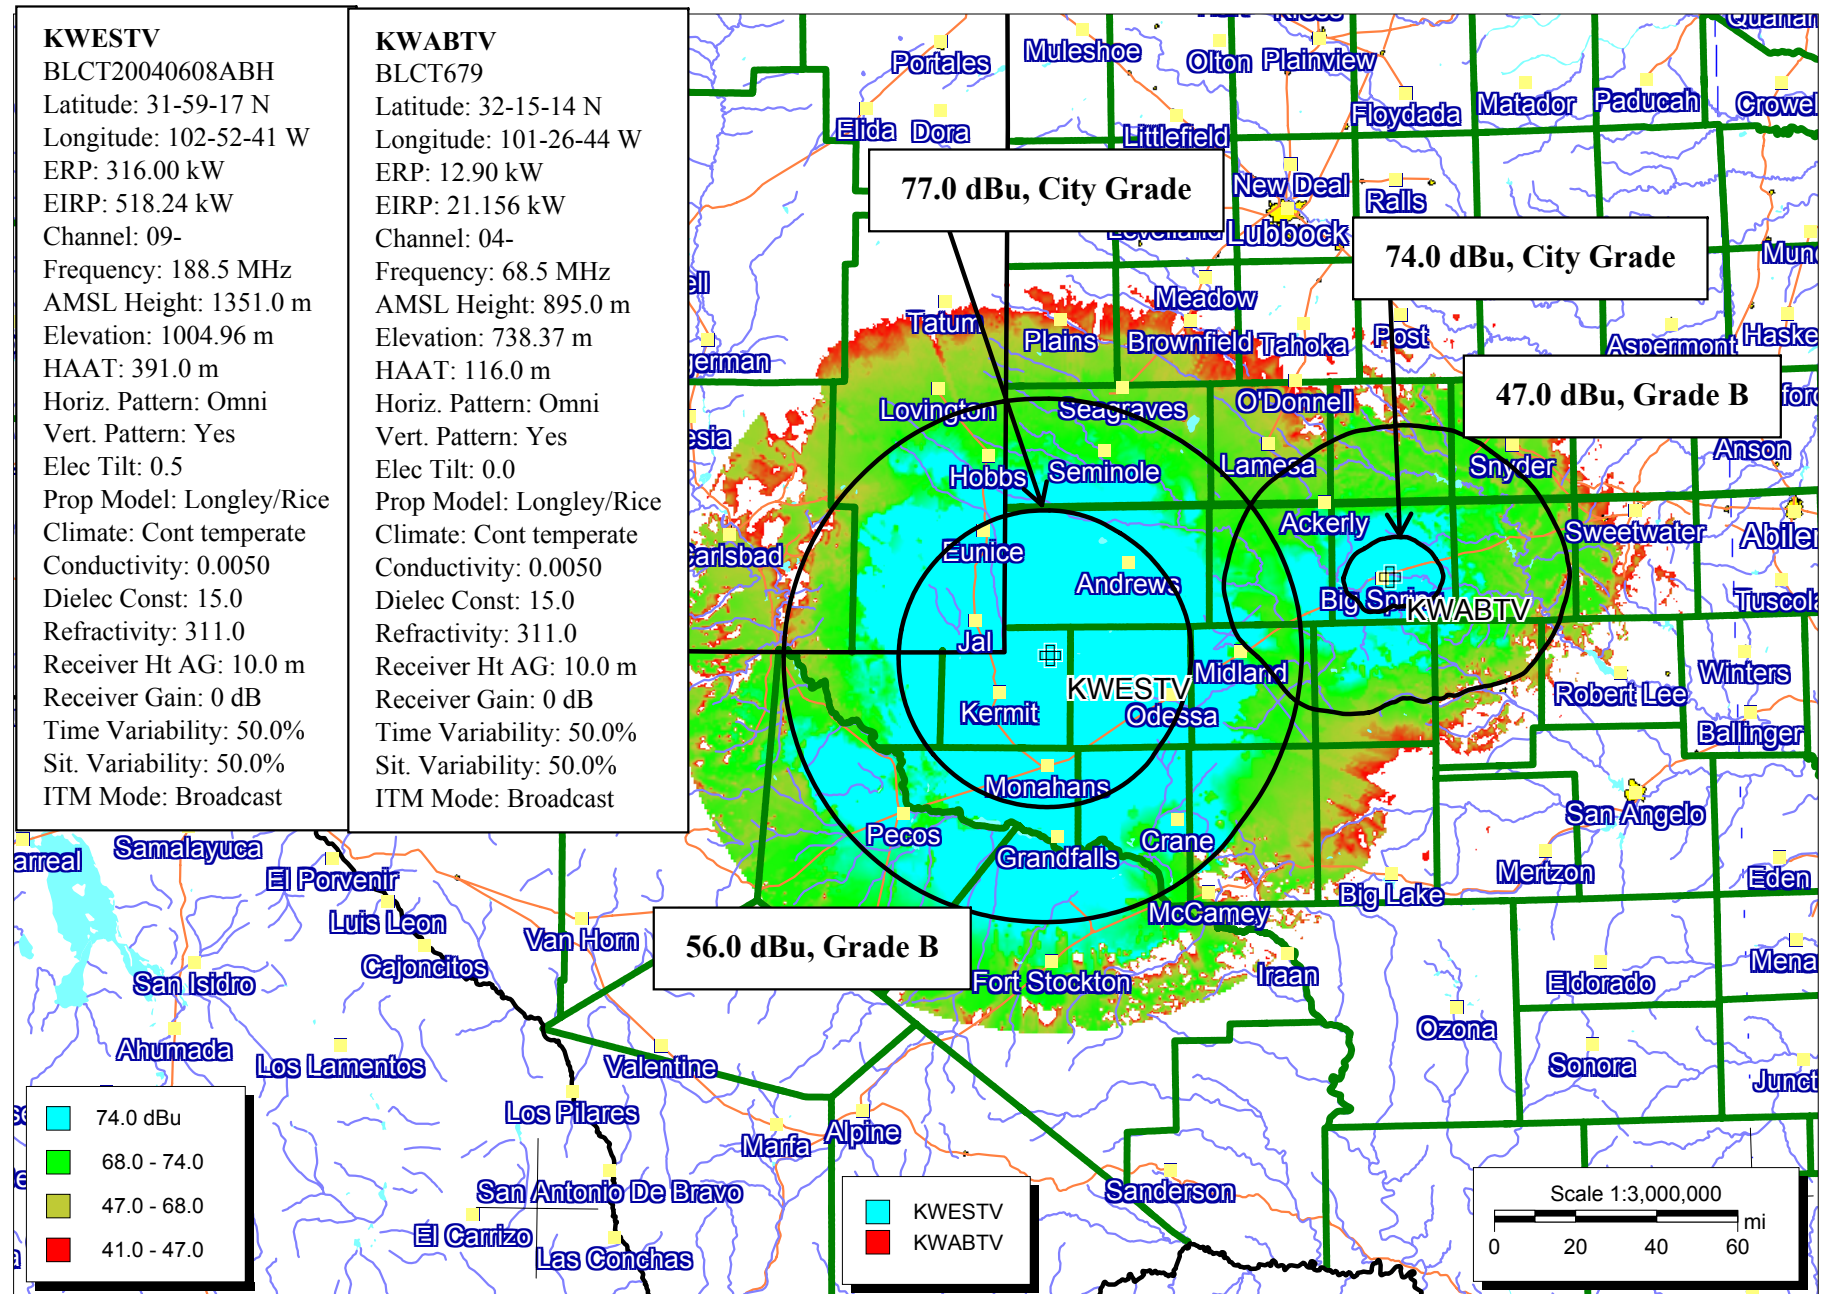 KWESTV
BLCT20040608ABH
Latitude: 31-59-17 N
Longitude: 102-52-41 W
ERP: 316.00 kW
EIRP: 518.24 kW
Channel: 09-
Frequency: 188.5 MHz
AMSL Height: 1351.0 m
Elevation: 1004.96 m
HAAT: 391.0 m
Horiz. Pattern: Omni
Vert. Pattern: Yes
Elec Tilt: 0.5
Prop Model: Longley/Rice
Climate: Cont temperate
Conductivity: 0.0050
Dielec Const: 15.0
Refractivity: 311.0
Receiver Ht AG: 10.0 m
Receiver Gain: 0 dB
Time Variability: 50.0%
Sit. Variability: 50.0%
ITM Mode: Broadcast
KWABTV
BLCT679
Latitude: 32-15-14 N
Longitude: 101-26-44 W
ERP: 12.90 kW
EIRP: 21.156 kW
Channel: 04-
Frequency: 68.5 MHz
AMSL Height: 895.0 m
Elevation: 738.37 m
HAAT: 116.0 m
Horiz. Pattern: Omni
Vert. Pattern: Yes
Elec Tilt: 0.0
Prop Model: Longley/Rice
Climate: Cont temperate
Conductivity: 0.0050
Dielec Const: 15.0
Refractivity: 311.0
Receiver Ht AG: 10.0 m
Receiver Gain: 0 dB
Time Variability: 50.0%
Sit. Variability: 50.0%
ITM Mode: Broadcast
Portales
Muleshoe
Olton
Plainview
Floydada
Matador
Paducah
Crowel
Elida
Dora
Littlefield
77.0 dBu, City Grade
New Deal
Ralls
Lubbock
74.0 dBu, City Grade
Mun
Meadow
Tatum
Plains
Brownfield
Tahoka
Post
Aspermont
Haske
german
47.0 dBu, Grade B
Lovington
Seagraves
O'Donnell
esia
Anson
Hobbs
Seminole
Lamesa
Snyder
Ackerly
Sweetwater
Abilen
Carlsbad
Eunice
Andrews
Big Spring
KWABTV
Tuscola
Jal
Midland
Winters
KWESTV
Robert Lee
Kermit
Odessa
Ballinger
Monahans
San Angelo
Pecos
Crane
Grandfalls
Mertzon
Eden
Big Lake
McCamey
arreal
Samalayuca
El Porvenir
Luis Leon
Van Horn
56.0 dBu, Grade B
Cajoncitos
San Isidro
Fort Stockton
Iraan
Eldorado
Mena
Ozona
Ahumada
Los Lamentos
Valentine
Sonora
Junct
Los Pilares
Marfa
Alpine
San Antonio De Bravo
Sanderson
El Carrizo
Las Conchas
74.0 dBu
68.0 - 74.0
47.0 - 68.0
41.0 - 47.0
KWESTV
KWABTV
Scale 1:3,000,000
mi
0 20 40 60